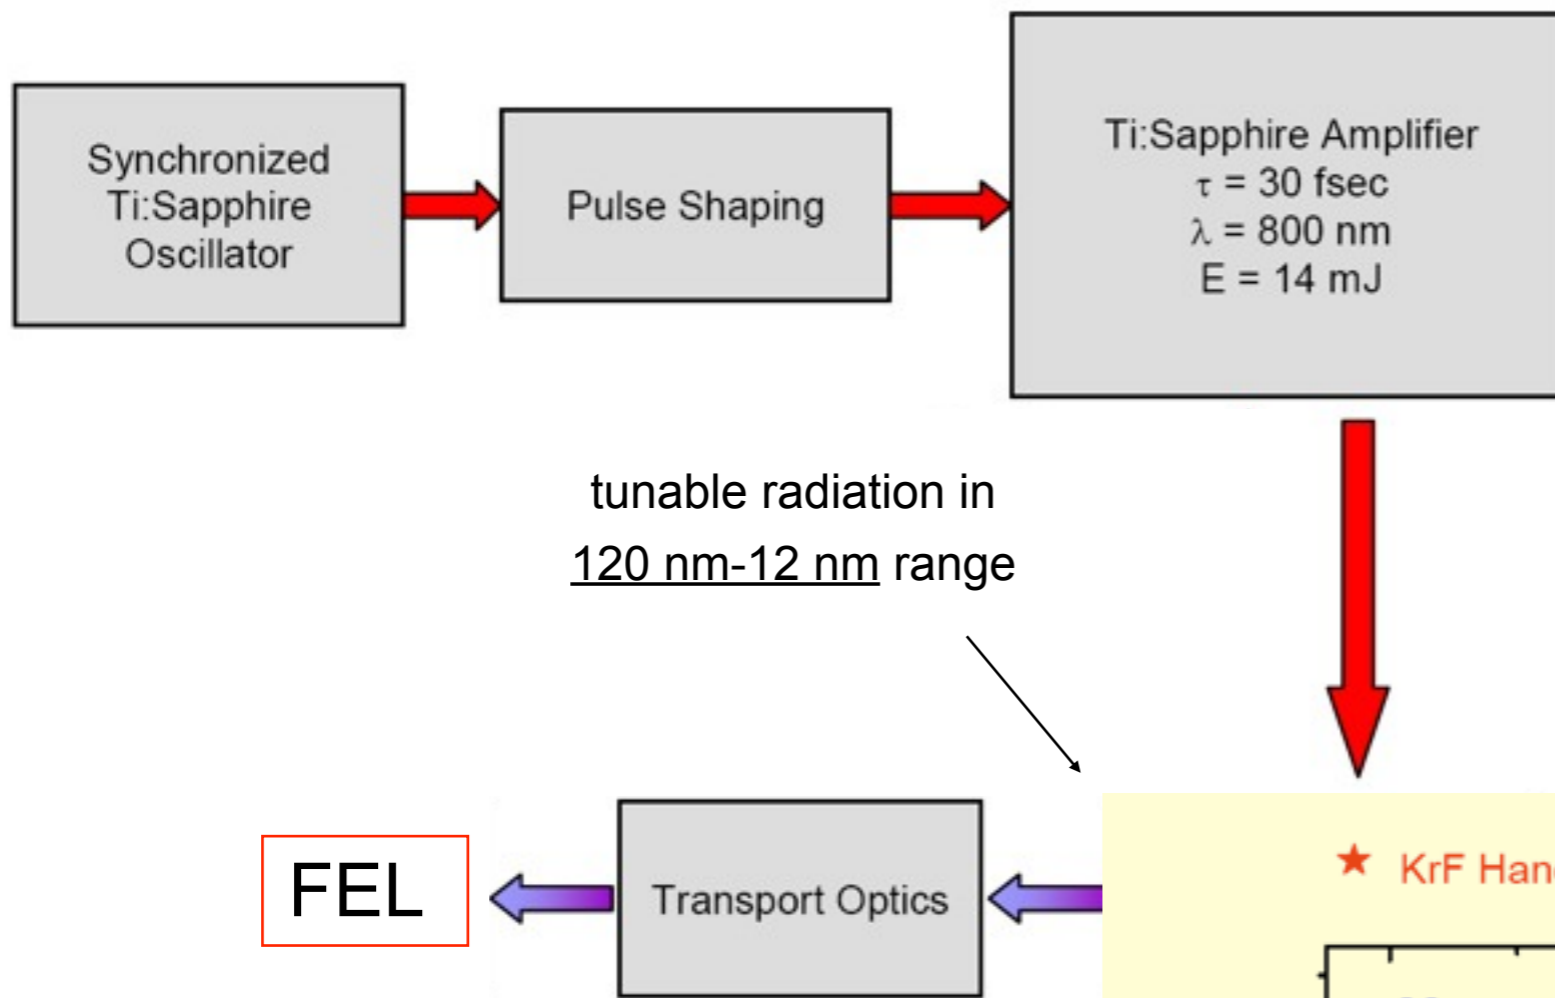 Synchronized
Ti:Sapphire
Oscillator
Pulse Shaping
Ti:Sapphire Amplifier
τ = 30 fsec
λ = 800 nm
E = 14 mJ
tunable radiation in
120 nm-12 nm range
FEL
Transport Optics
★ KrF